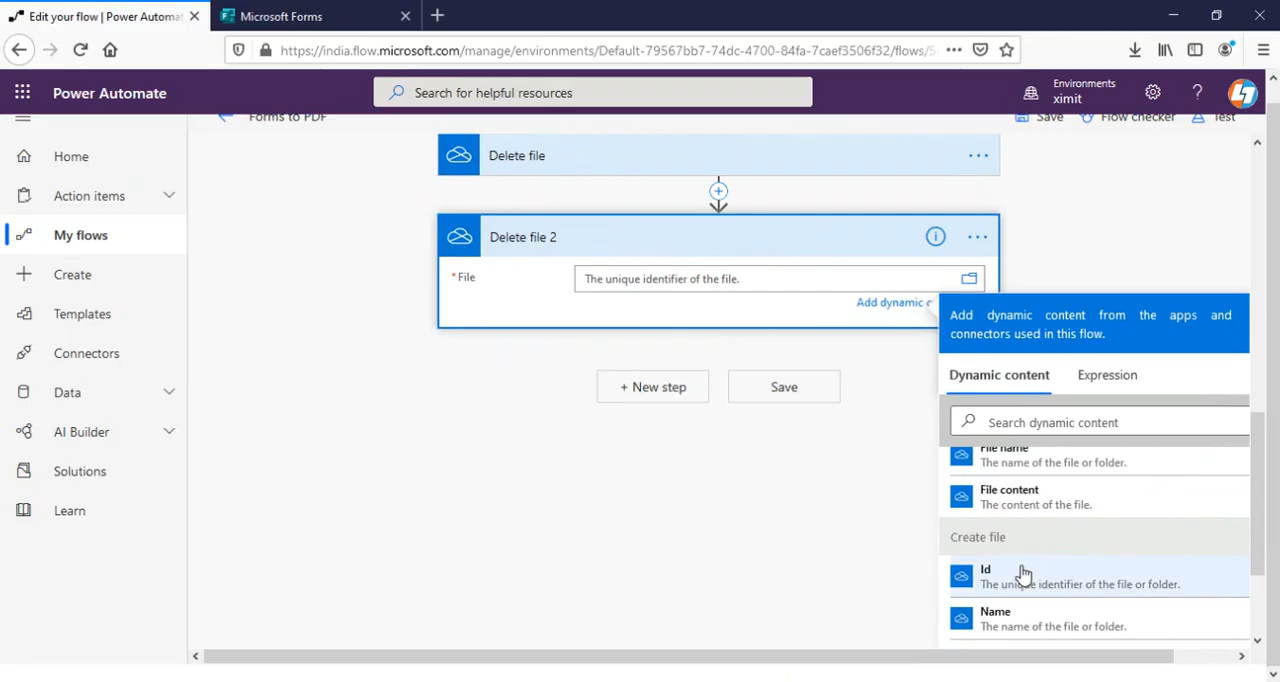 Edit your flow | Power Automa
Microsoft Forms
https://india.flow.microsoft.com/manage/environments/Default-79567bb7-74dc-4700-84fa-7caef3506f32/flows/5
Power Automate
Search for helpful resources
Environments
ximit
Forms to PDF
Save
Flow checker
Test
Home
Action items
My flows
Create
Templates
Connectors
Data
AI Builder
Solutions
Learn
Delete file
Delete file 2
* File
The unique identifier of the file.
Add dynamic c
Add dynamic content from the apps and
connectors used in this flow.
Dynamic content
Expression
Search dynamic content
File name
The name of the file or folder.
File content
The content of the file.
Create file
Id
The unique identifier of the file or folder.
Name
The name of the file or folder.
+ New step
Save